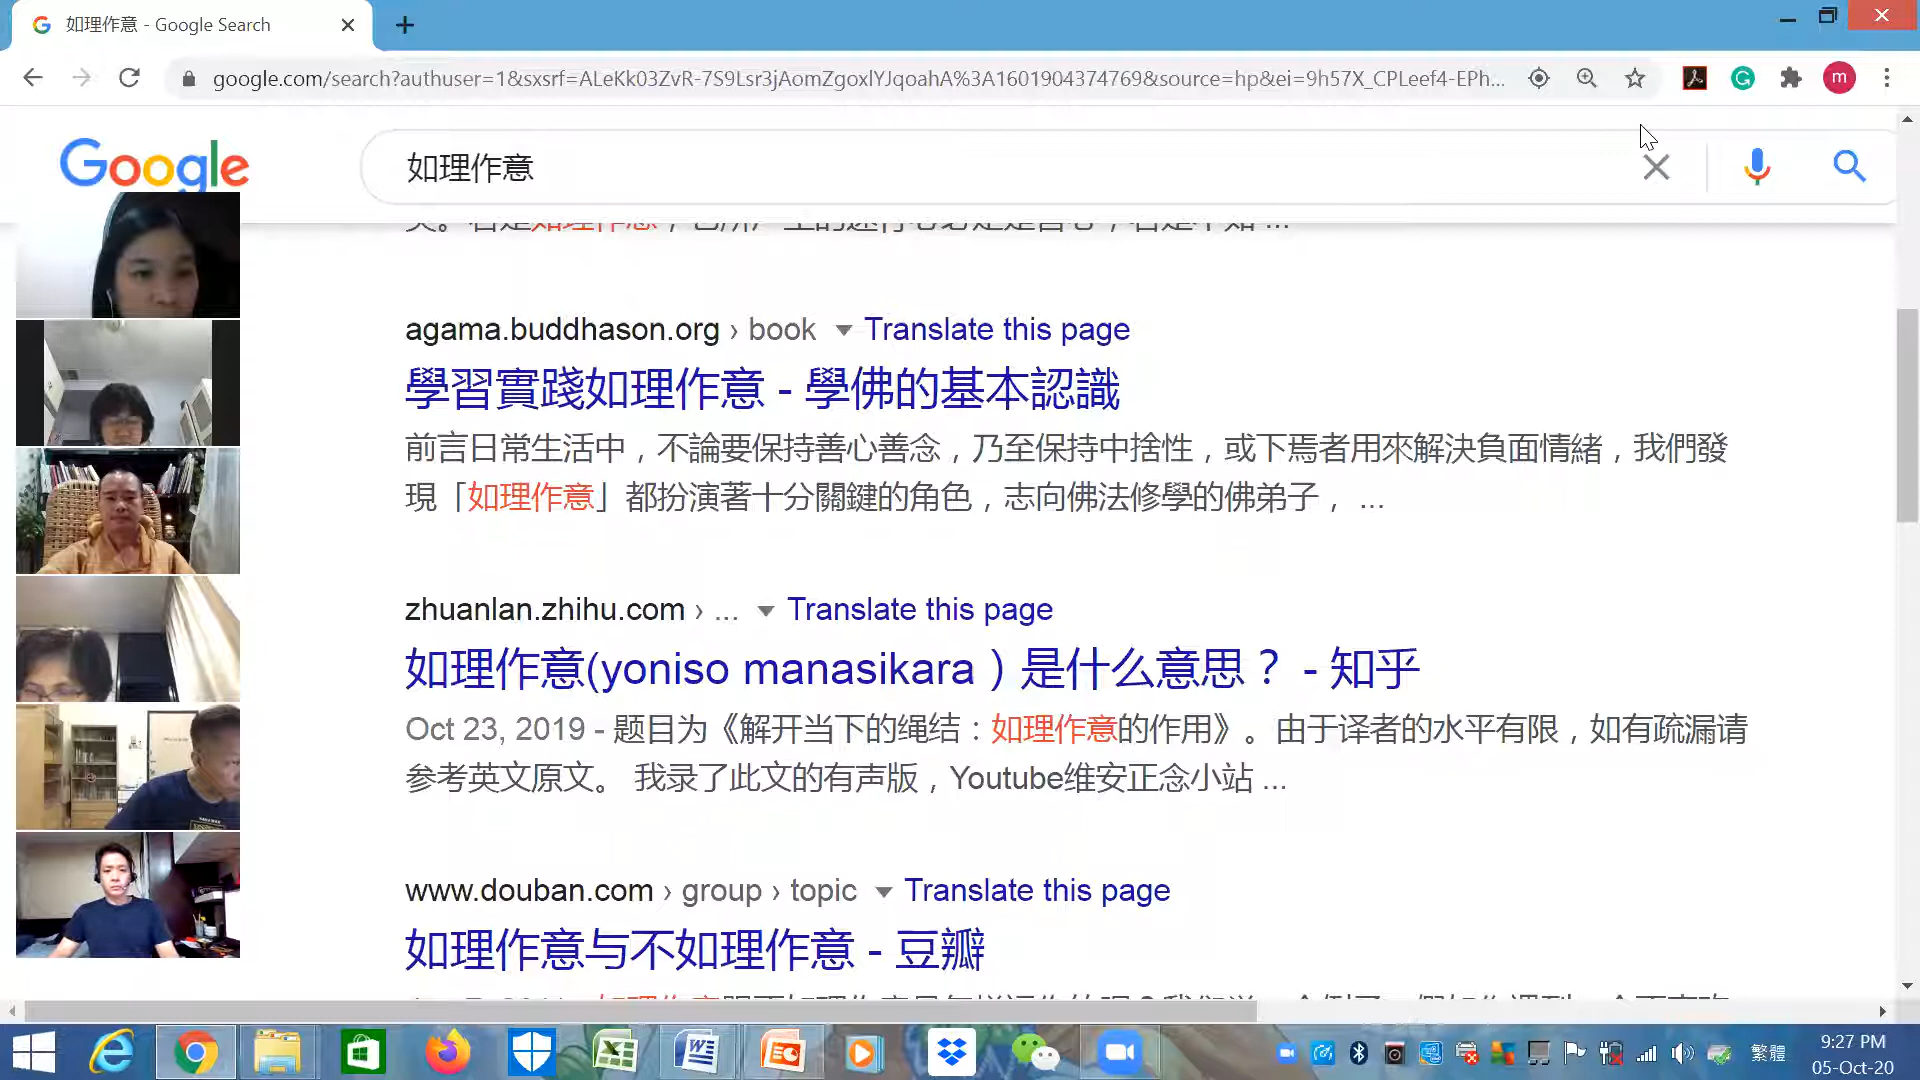 如理作意 - Google Search
google.com/search?authuser=1&sxsrf=ALeKk03ZvR-7S9Lsr3jAomZgoxlYJqoahA%3A1601904374769&source=hp&ei=9h57X_CPLeef4-EPh...
m
Google
如理作意
agama.buddhason.org › book Translate this page
學習實踐如理作意 - 學佛的基本認識
前言日常生活中，不論要保持善心善念，乃至保持中捨性，或下焉者用來解決負面情緒，我們發
現「如理作意」都扮演著十分關鍵的角色，志向佛法修學的佛弟子， ...
zhuanlan.zhihu.com › ... Translate this page
如理作意(yoniso manasikara ) 是什么意思？ - 知乎
Oct 23, 2019 - 题目为《解开当下的绳结：如理作意的作用》。由于译者的水平有限，如有疏漏请
参考英文原文。 我录了此文的有声版，Youtube维安正念小站 ...
www.douban.com › group › topic Translate this page
如理作意与不如理作意 - 豆瓣
繁體
9:27 PM
05-Oct-20